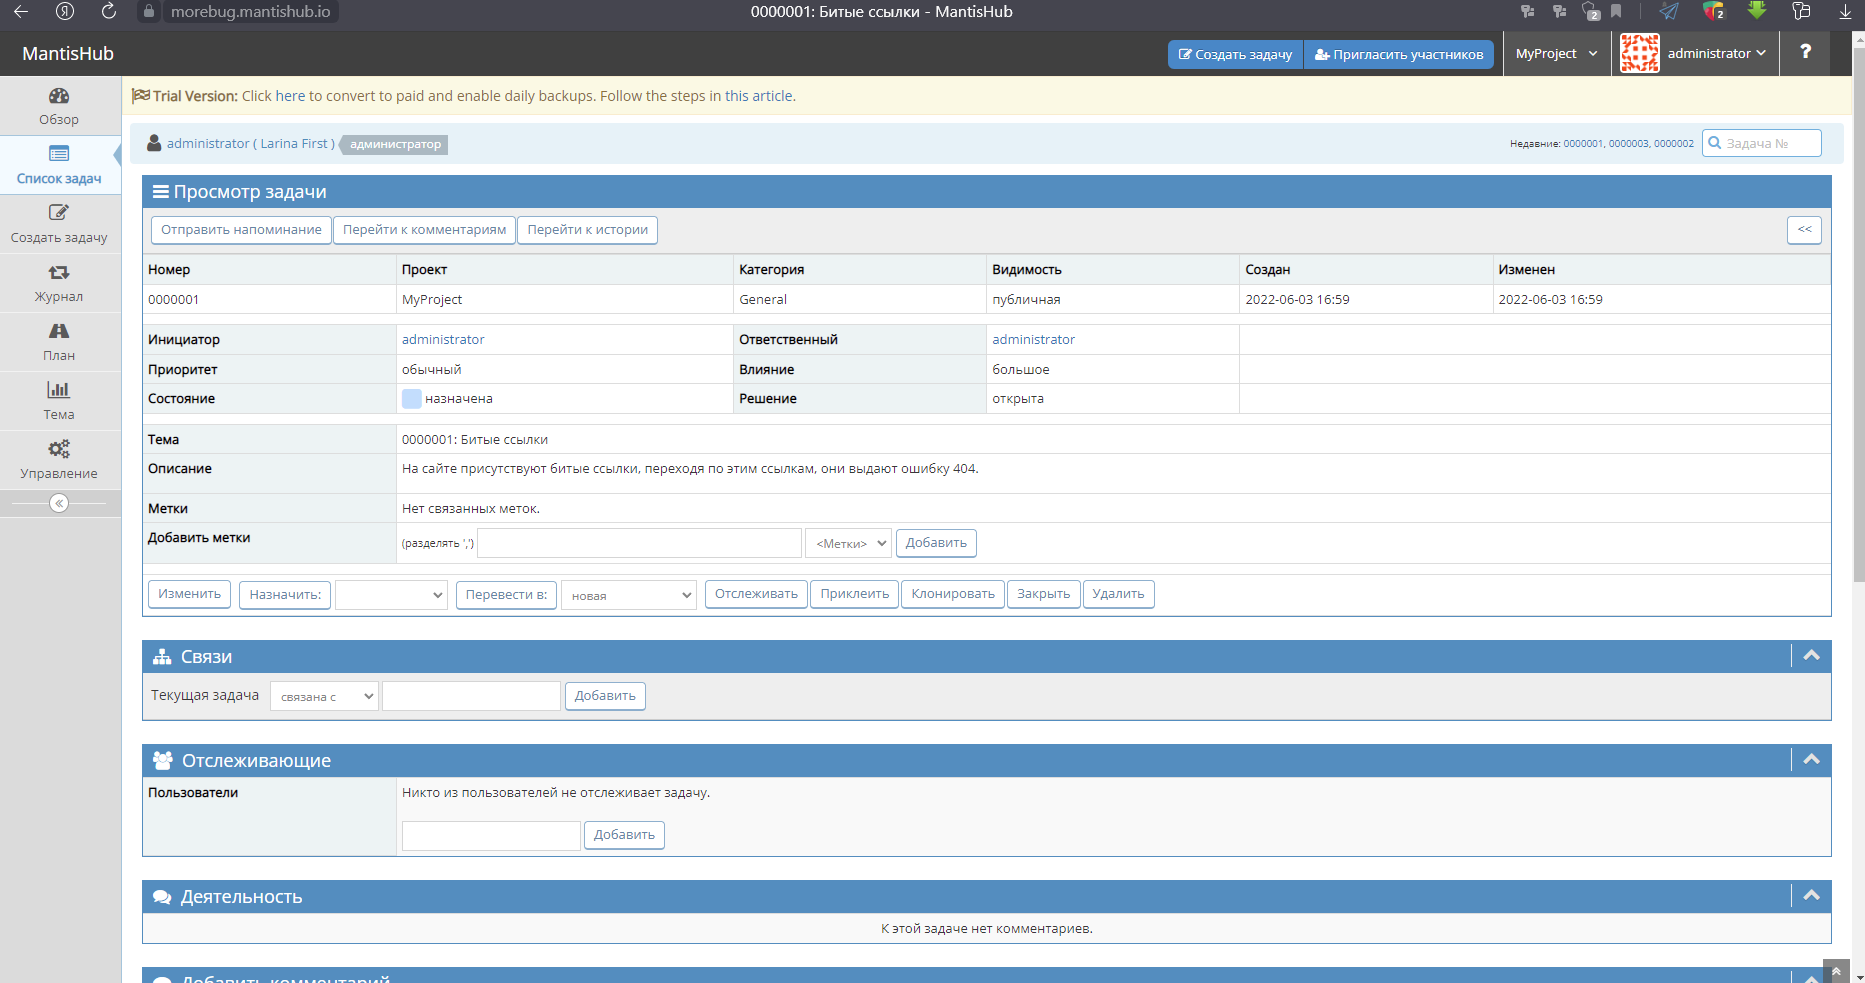 morebug.mantishub.io
0000001: Битые ссылки - MantisHub
2
2
MantisHub
Создать задачу
Пригласить участников
MyProject
administrator
?
Trial Version: Click here to convert to paid and enable daily backups. Follow the steps in this article.
administrator ( Larina First )
администратор
Недавние: 0000001, 0000003, 0000002
Задача №
Обзор
Список задач
Создать задачу
Журнал
План
Тема
Управление
«
Просмотр задачи
Отправить напоминание
Перейти к комментариям
Перейти к истории
<<
Номер Проект Категория Видимость Создан Изменен
0000001 MyProject General публичная 2022-06-03 16:59 2022-06-03 16:59
Инициатор administrator Ответственный administrator
Приоритет обычный Влияние большое
Состояние назначена Решение открыта
Тема 0000001: Битые ссылки
Описание На сайте присутствуют битые ссылки, переходя по этим ссылкам, они выдают ошибку 404.
Метки Нет связанных меток.
Добавить метки (разделять ',') <Метки> Добавить
Изменить Назначить: Перевести в: новая Отслеживать Приклеить Клонировать Закрыть Удалить
Связи
Текущая задача связана с Добавить
Отслеживающие
Пользователи Никто из пользователей не отслеживает задачу.
Добавить
Деятельность
К этой задаче нет комментариев.
Добавить комментарий